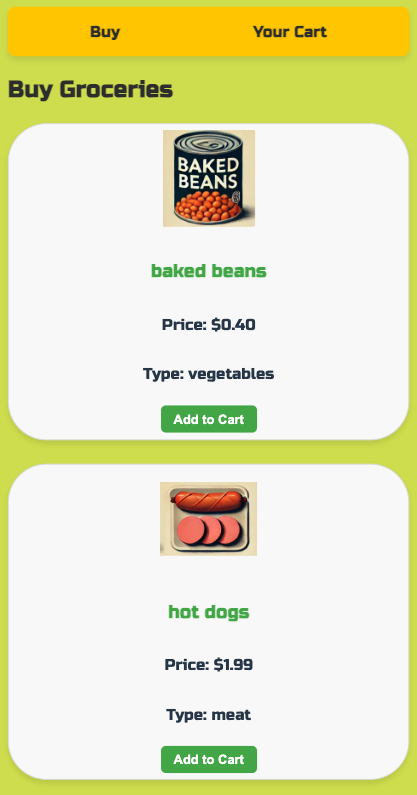 Buy Your Cart
Buy Groceries
BAKED
BEANS
baked beans
Price: $0.40
Type: vegetables
Add to Cart
hot dogs
Price: $1.99
Type: meat
Add to Cart